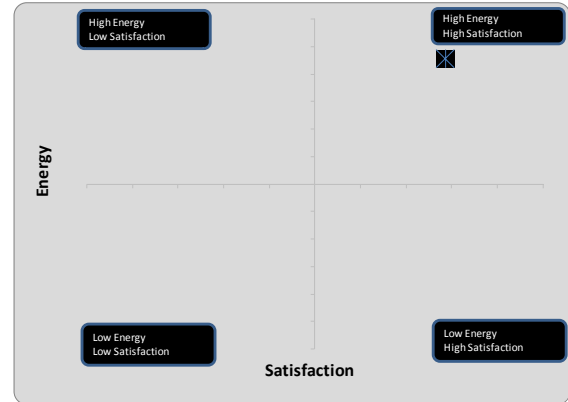 High Energy
Low Satisfaction
High Energy
High Satisfaction
Energy
Low Energy
Low Satisfaction
Low Energy
High Satisfaction
Satisfaction